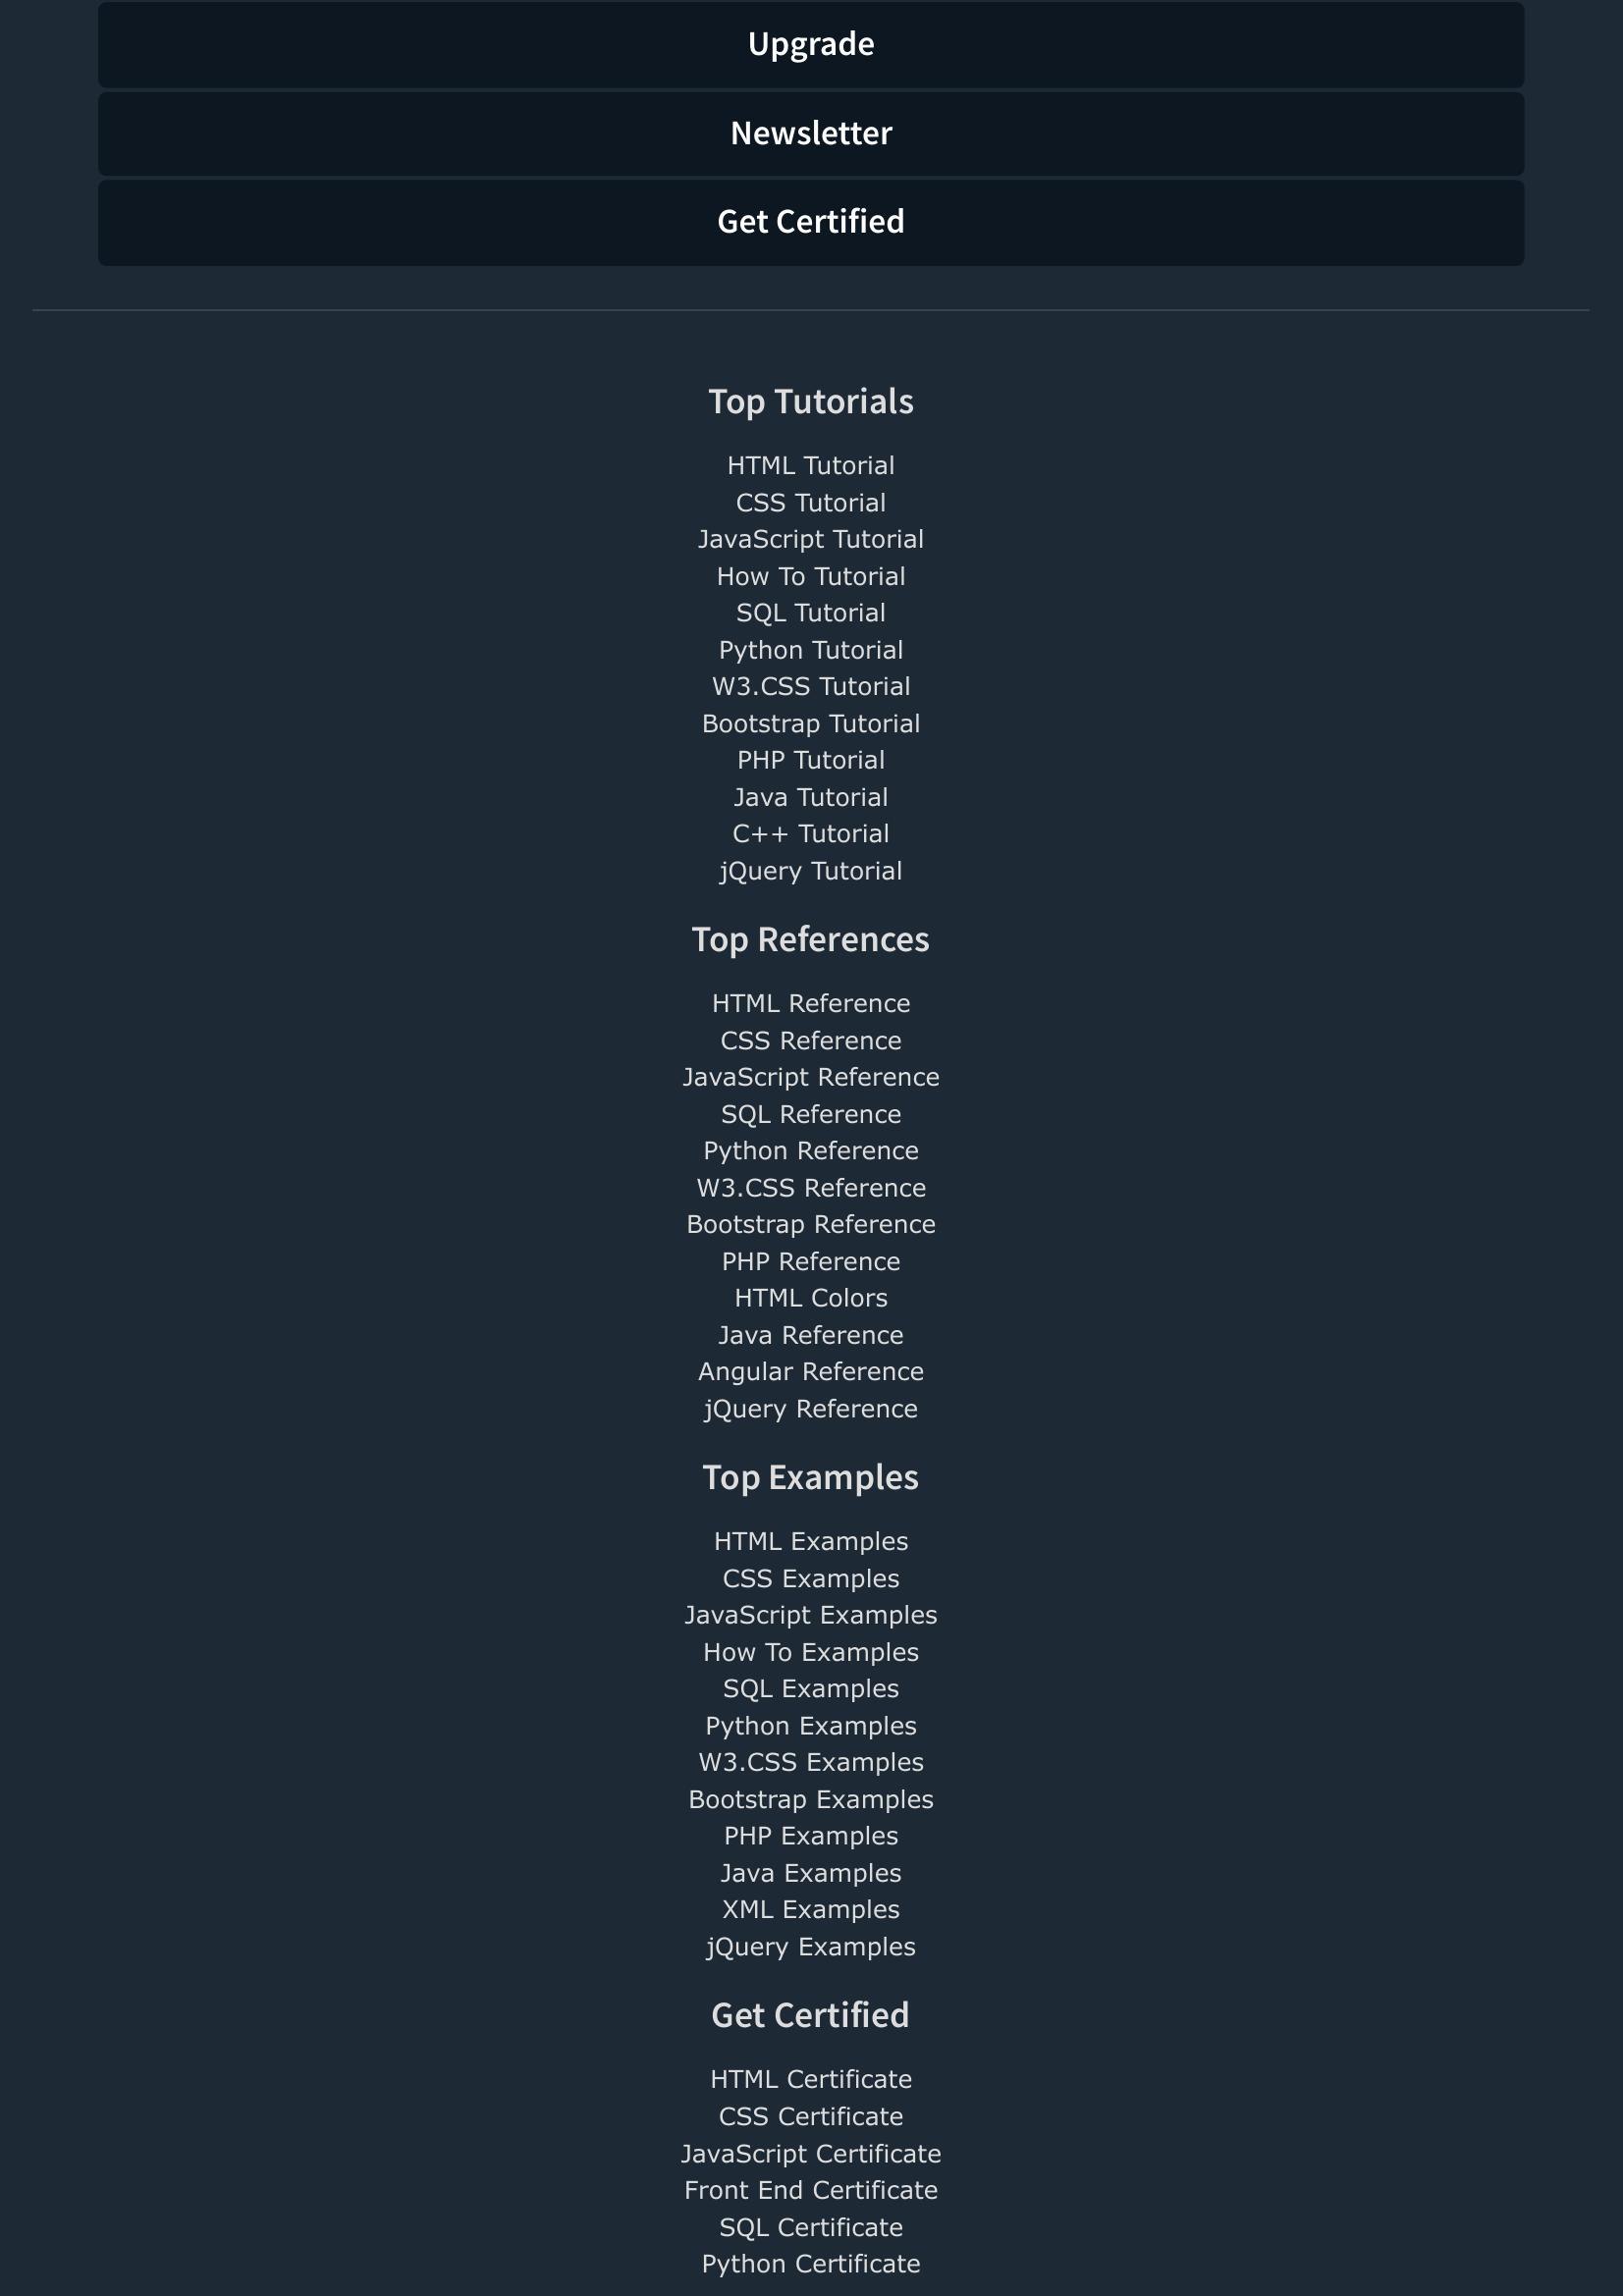 Upgrade
Newsletter
Get Certified
Top Tutorials
HTML Tutorial
CSS Tutorial
JavaScript Tutorial
How To Tutorial
SQL Tutorial
Python Tutorial
W3.CSS Tutorial
Bootstrap Tutorial
PHP Tutorial
Java Tutorial
C++ Tutorial
jQuery Tutorial
Top References
HTML Reference
CSS Reference
JavaScript Reference
SQL Reference
Python Reference
W3.CSS Reference
Bootstrap Reference
PHP Reference
HTML Colors
Java Reference
Angular Reference
jQuery Reference
Top Examples
HTML Examples
CSS Examples
JavaScript Examples
How To Examples
SQL Examples
Python Examples
W3.CSS Examples
Bootstrap Examples
PHP Examples
Java Examples
XML Examples
jQuery Examples
Get Certified
HTML Certificate
CSS Certificate
JavaScript Certificate
Front End Certificate
SQL Certificate
Python Certificate